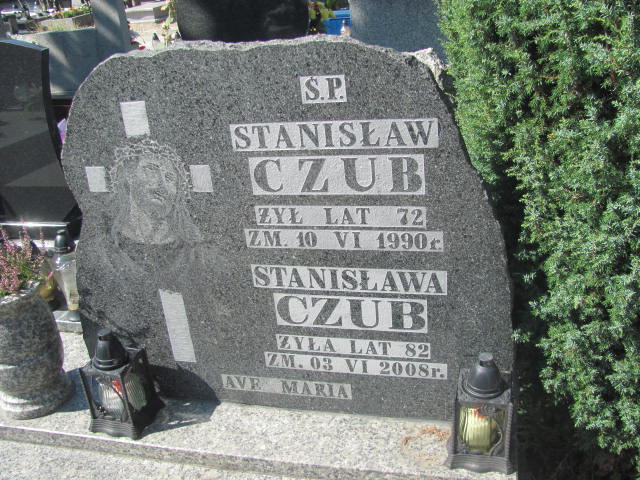 Ś.P.
STANISŁAW
CZUB
ŻYŁ LAT 72
ZM. 10 VI 1990r.
STANISŁAWA
CZUB
ŻYŁA LAT 82
ZM. 03 VI 2008r.
AVE MARIA